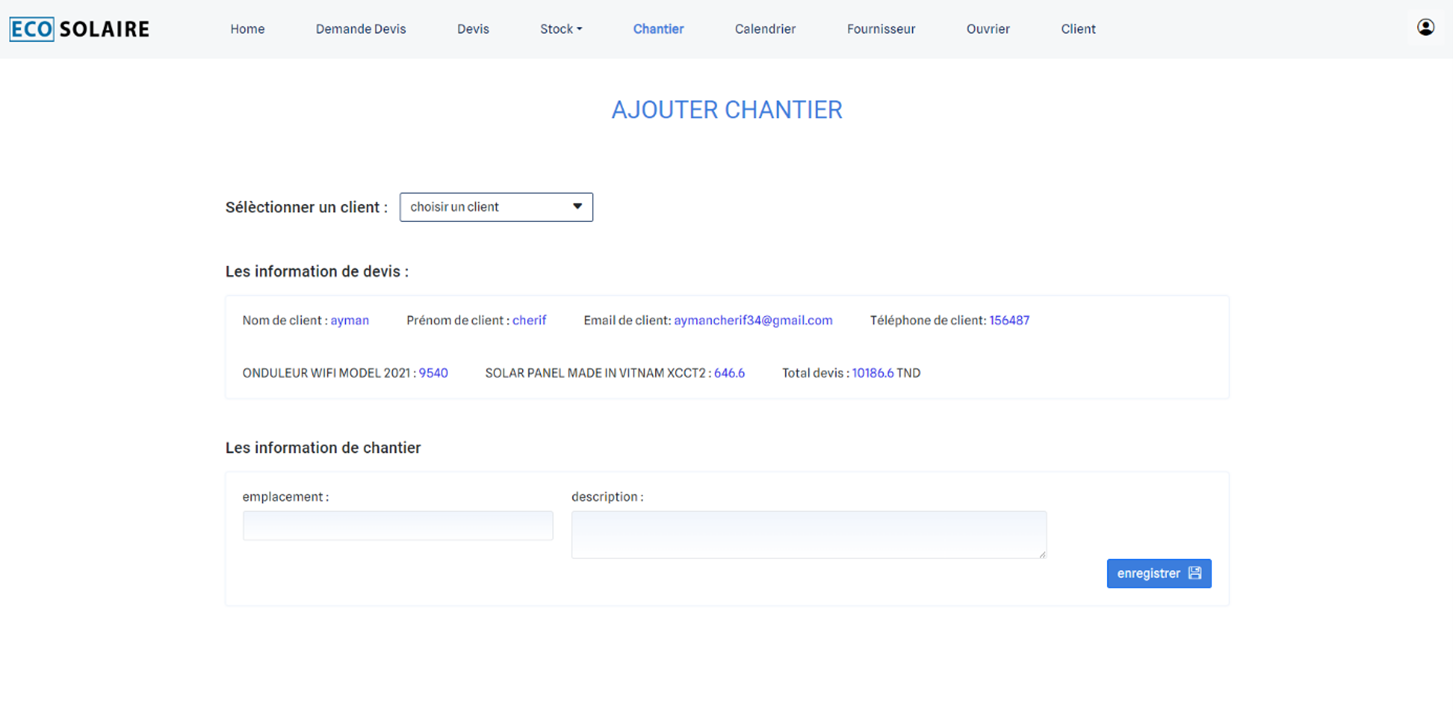 ECO SOLAIRE Home Demande Devis Devis Stock Chantier Calendrier Fournisseur Ouvrier Client
AJOUTER CHANTIER
Sélèctionner un client : choisir un client
Les information de devis :
Nom de client : ayman Prénom de client : cherif Email de client: aymancherif34@gmail.com Téléphone de client: 156487
ONDULEUR WIFI MODEL 2021 : 9540 SOLAR PANEL MADE IN VITNAM XCCT2 : 646.6 Total devis : 10186.6 TND
Les information de chantier
emplacement : description :
enregistrer